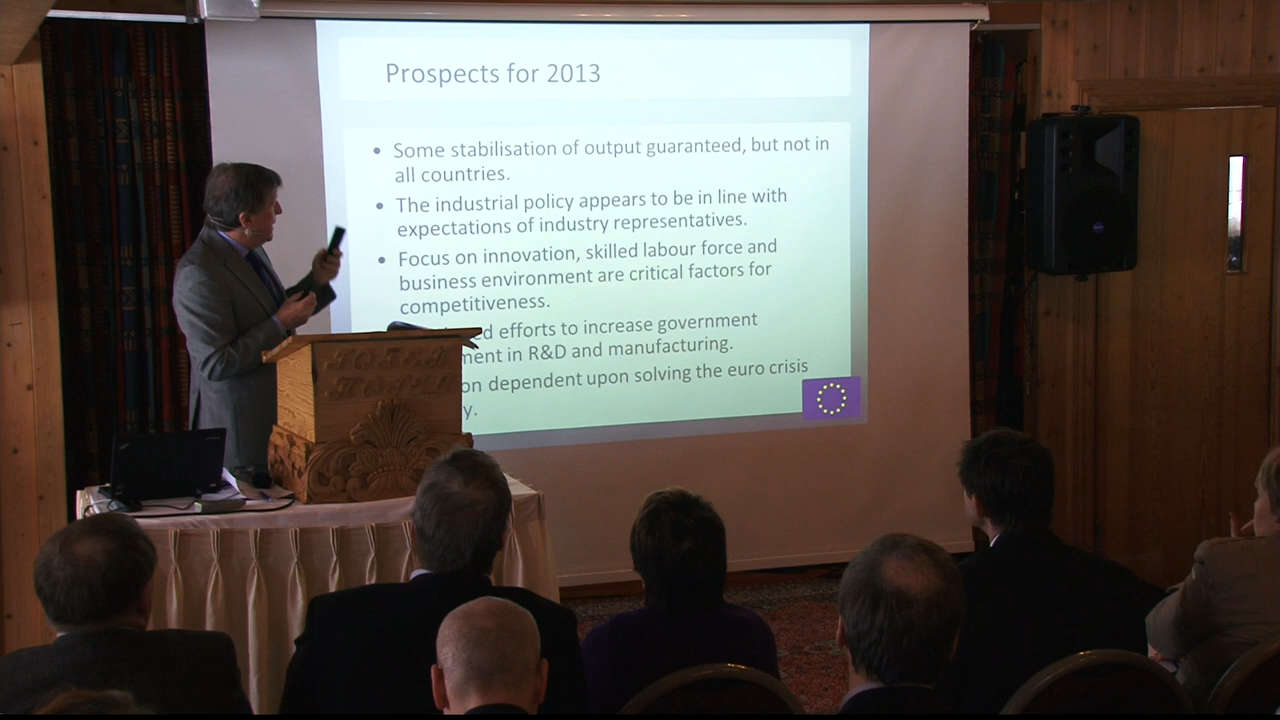 Prospects for 2013
• Some stabilisation of output guaranteed, but not in
all countries.
• The industrial policy appears to be in line with
expectations of industry representatives.
• Focus on innovation, skilled labour force and
business environment are critical factors for
competitiveness.
efforts to increase government
in R&D and manufacturing.
dependent upon solving the euro crisis